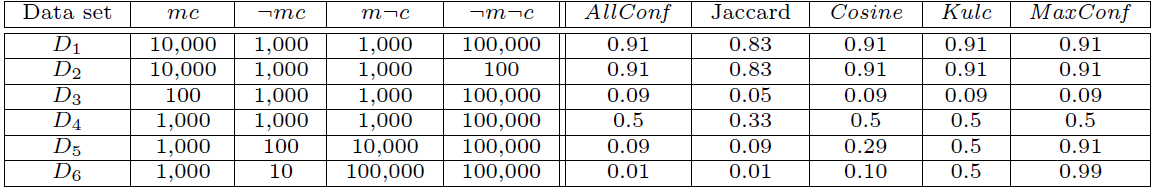 Data set mc ¬mc m¬c ¬m¬c AllConf Jaccard Cosine Kulc MaxConf
D₁ 10,000 1,000 1,000 100,000 0.91 0.83 0.91 0.91 0.91
D₂ 10,000 1,000 1,000 100 0.91 0.83 0.91 0.91 0.91
D₃ 100 1,000 1,000 100,000 0.09 0.05 0.09 0.09 0.09
D₄ 1,000 1,000 1,000 100,000 0.5 0.33 0.5 0.5 0.5
D₅ 1,000 100 10,000 100,000 0.09 0.09 0.29 0.5 0.91
D₆ 1,000 10 100,000 100,000 0.01 0.01 0.10 0.5 0.99